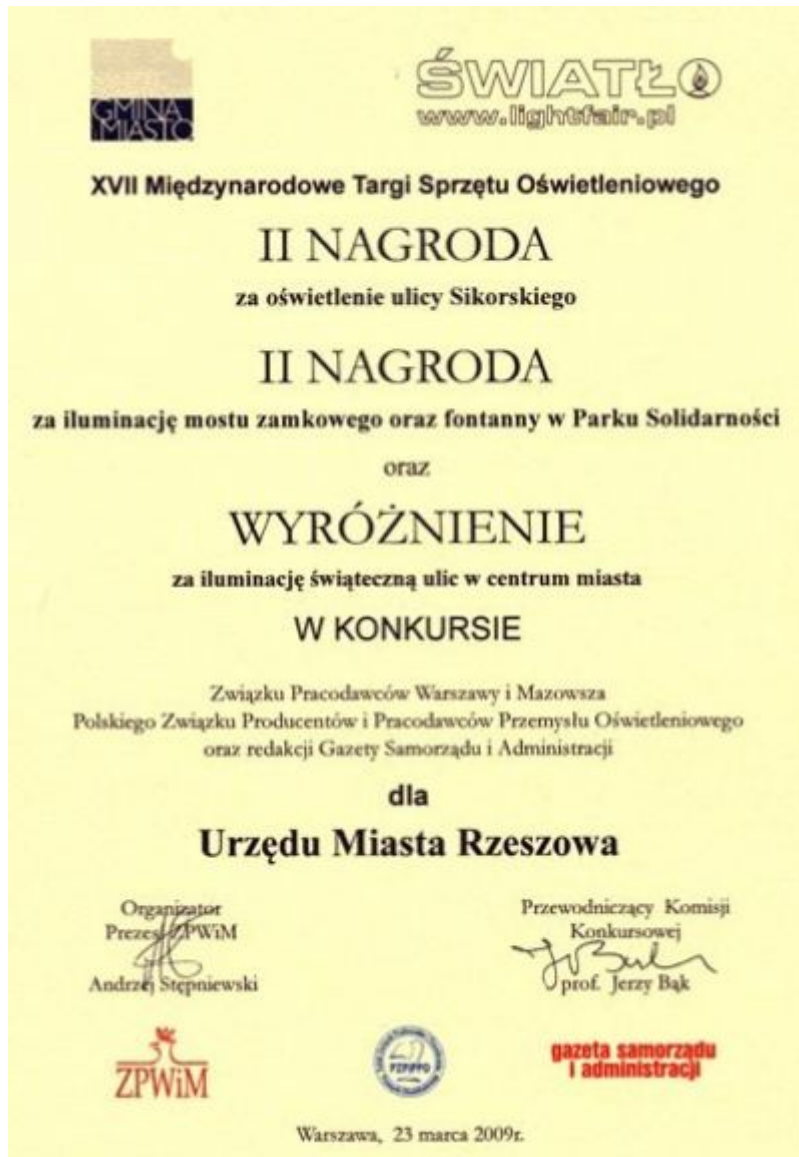 GMINA
MIASTO
ŚWIATŁO
www.lightfair.pl
XVII Międzynarodowe Targi Sprzętu Oświetleniowego
II NAGRODA
za oświetlenie ulicy Sikorskiego
II NAGRODA
za iluminację mostu zamkowego oraz fontanny w Parku Solidarności
oraz
WYRÓŻNIENIE
za iluminację świąteczną ulic w centrum miasta
W KONKURSIE
Związku Pracodawców Warszawy i Mazowsza
Polskiego Związku Producentów i Pracodawców Przemysłu Oświetleniowego
oraz redakcji Gazety Samorządu i Administracji
dla
Urzędu Miasta Rzeszowa
Organizator
Prezes ZPWiM
Andrzej Stępniewski
Przewodniczący Komisji
Konkursowej
prof. Jerzy Bąk
ZPWiM
PZPiPPO
gazeta samorządu
i administracji
Warszawa, 23 marca 2009r.